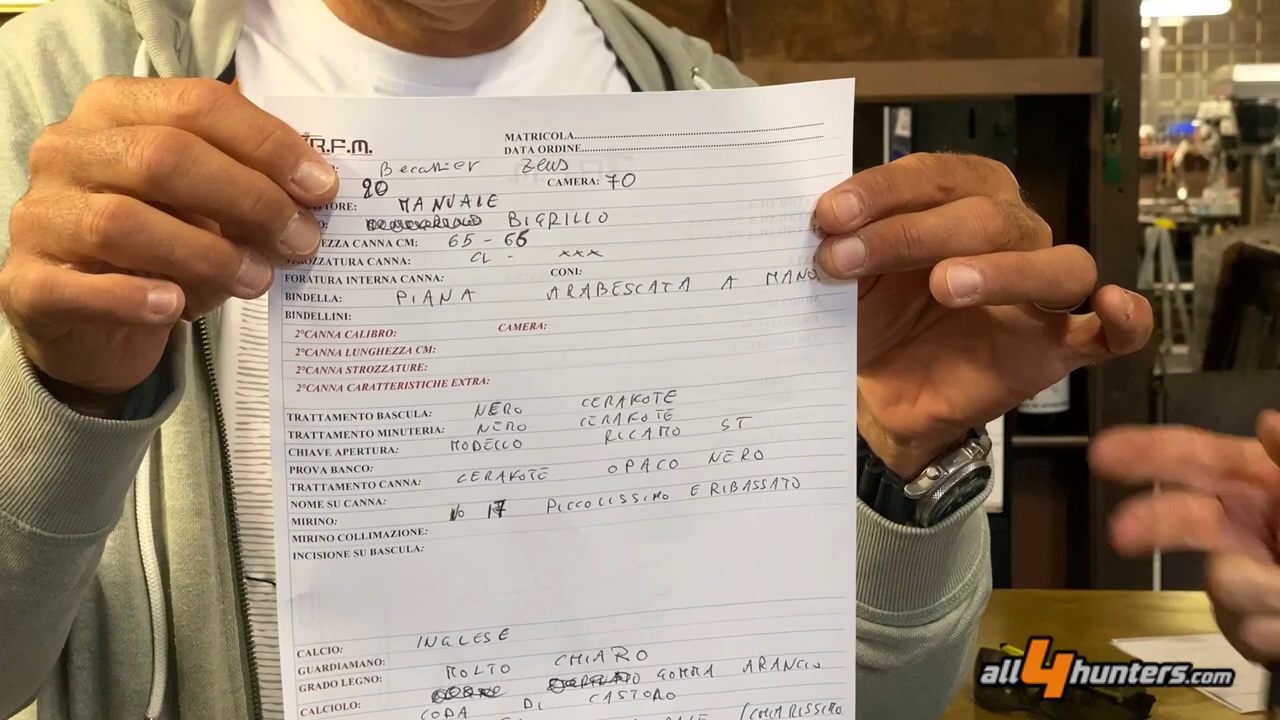 R.F.M.
MATRICOLA
DATA ORDINE
Zeus
20 CAMERA: 70
MANUALE
BIGRILLO
CANNA CM: 65 - 66
CANNA: CL - xxx
FORATURA INTERNA CANNA: CONI:
BINDELLA: PIANA ARABESCATA A MANO
BINDELLINI:
2°CANNA CALIBRO: CAMERA:
2°CANNA LUNGHEZZA CM:
2°CANNA STROZZATURE:
2°CANNA CARATTERISTICHE EXTRA:
TRATTAMENTO BASCULA: NERO CERAKOTE
TRATTAMENTO MINUTERIA: NERO CERAKOTE
CHIAVE APERTURA: MODELLO RICAMO ST
PROVA BANCO:
TRATTAMENTO CANNA: CERAKOTE OPACO NERO
NOME SU CANNA:
MIRINO: 17 PICCOLISSIMO E RIBASSATO
MIRINO COLLIMAZIONE:
INCISIONE SU BASCULA:
CALCIO: INGLESE
GUARDIAMANO:
GRADO LEGNO: MOLTO CHIARO
CALCIOLO: GOMMA ARANCIO
CODA DI CASTORO
CHIARISSIMO
all4hunters.com